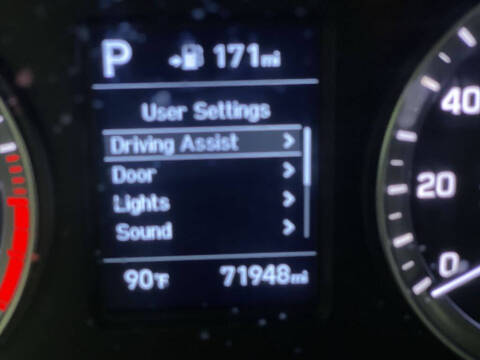 P 171mi
User Settings
Driving Assist
Door
Lights
Sound
90°F 71948mi
40
20
0